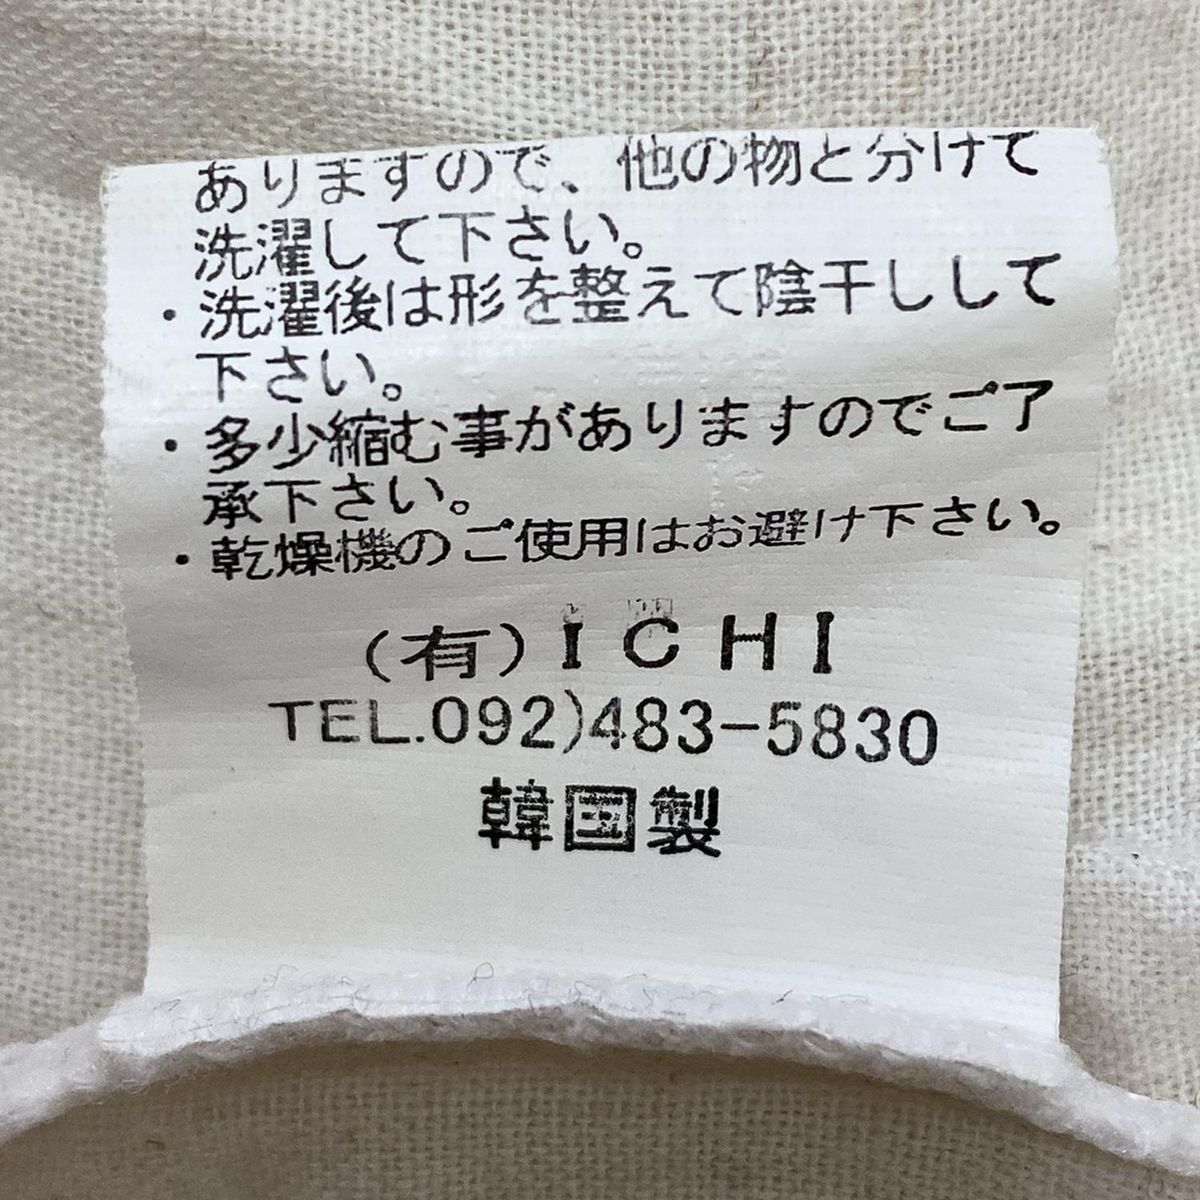 ありますので、他の物と分けて
洗濯して下さい。
・洗濯後は形を整えて陰干しして
下さい。
・多少縮む事がありますのでご了
承下さい。
・乾燥機のご使用はお避け下さい。
(有)ICHI
TEL.092)483-5830
韓国製